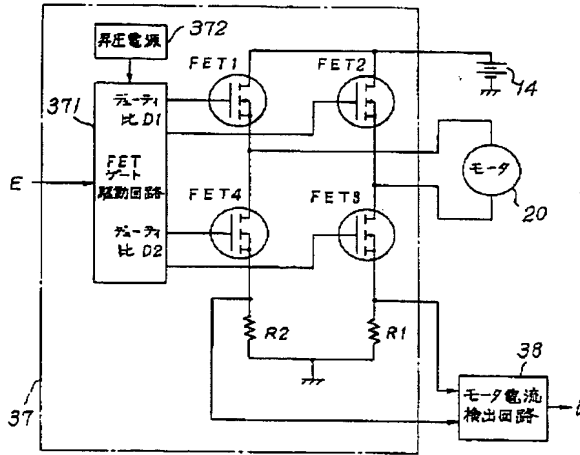 372
昇圧電源
371
FET1
FET2
14
デューティ
比 D1
FET
ゲート
駆動回路
デューティ
比 D2
E
モータ
20
FET4
FET3
R2
R1
37
38
モータ電流
検出回路